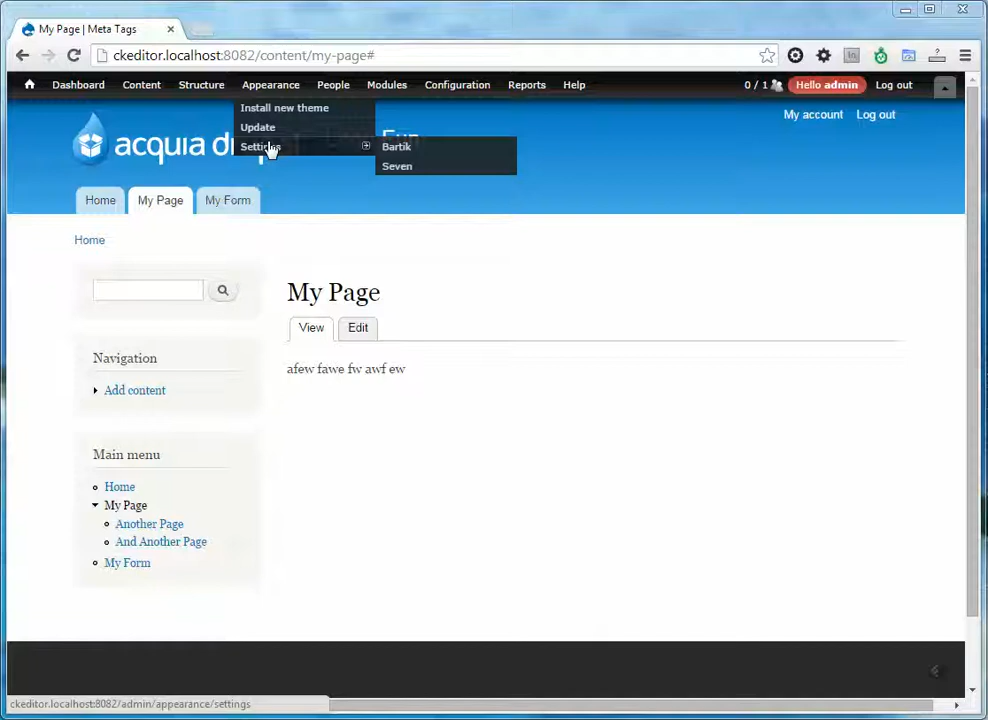 My Page | Meta Tags
ckeditor.localhost:8082/content/my-page#
Dashboard Content Structure Appearance People Modules Configuration Reports Help 0 / 1 Hello admin Log out
Install new theme
My account Log out
Update
acquia
Settings Bartik
Seven
Home My Page My Form
Home
My Page
View Edit
Navigation
afew fawe fw awf ew
Add content
Main menu
Home
My Page
Another Page
And Another Page
My Form
ckeditor.localhost:8082/admin/appearance/settings